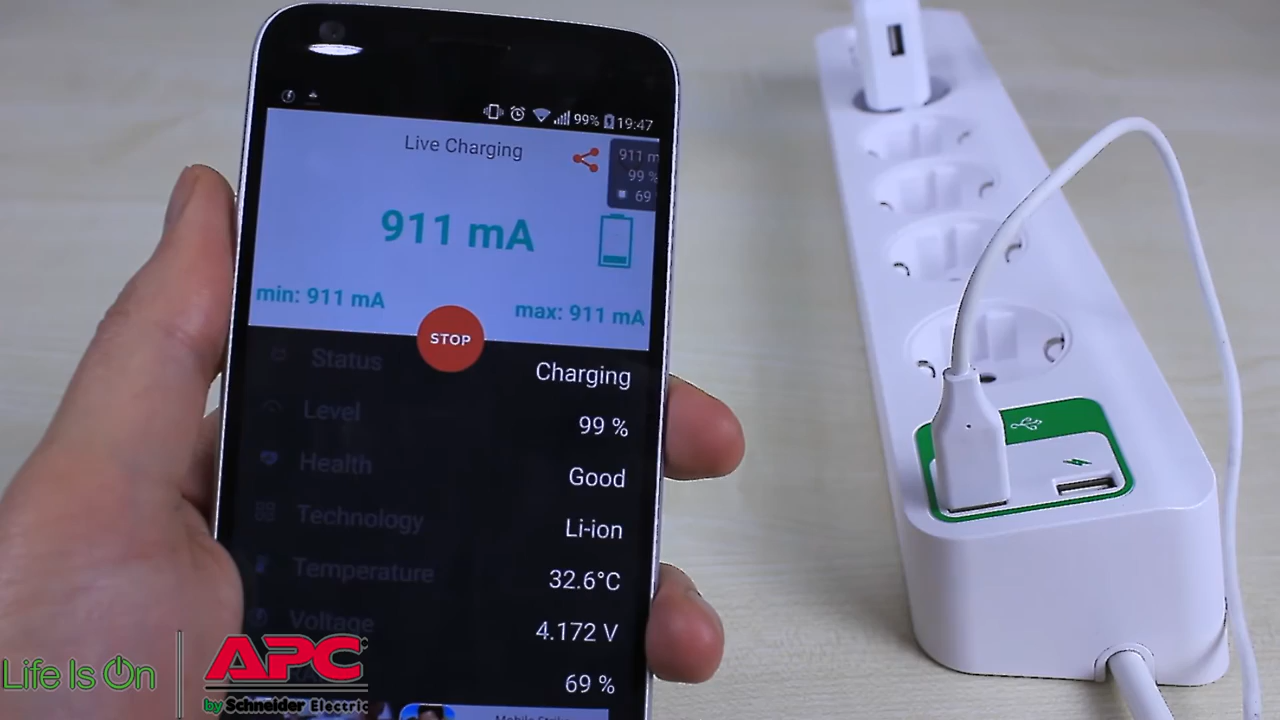 99% 19:47
Live Charging
911 m
99 %
69
911 mA
min: 911 mA
max: 911 mA
STOP
Status Charging
Level 99 %
Health Good
Technology Li-ion
Temperature 32.6°C
Voltage 4.172 V
69 %
Life Is On
APC
by Schneider Electric
Mobile Strike